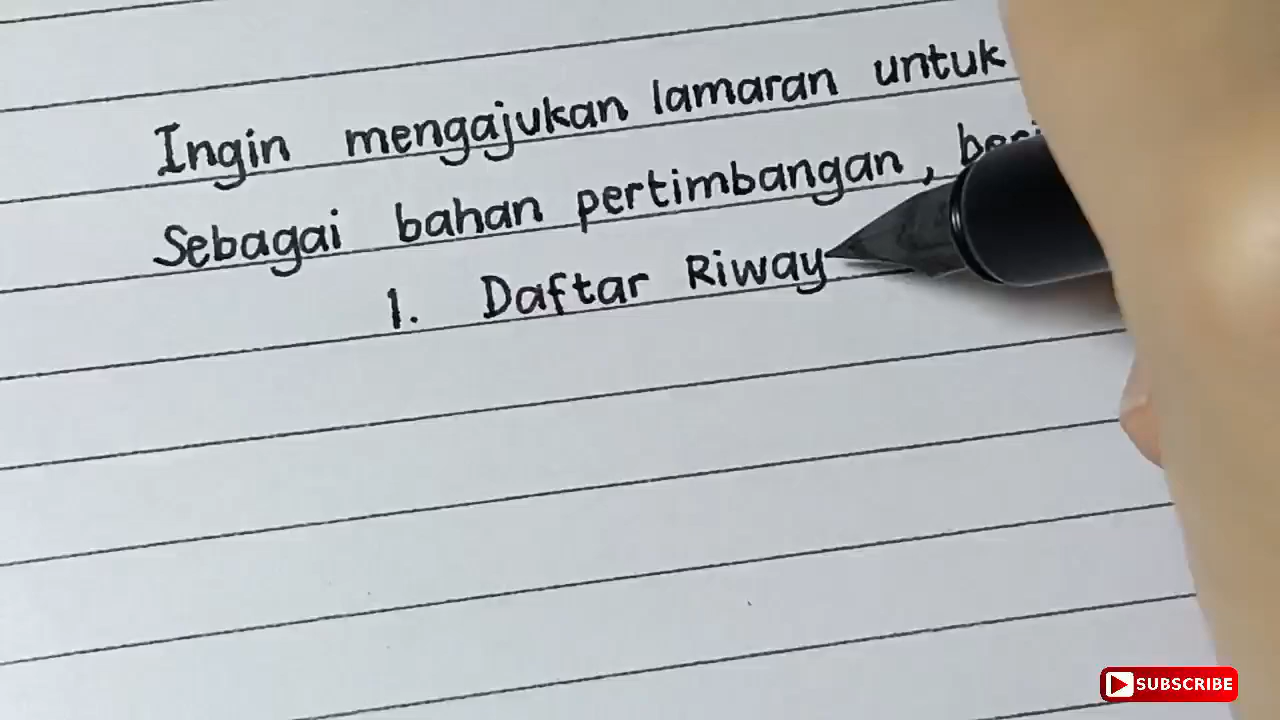 Ingin mengajukan lamaran untuk
Sebagai bahan pertimbangan,
1. Daftar Riway
SUBSCRIBE